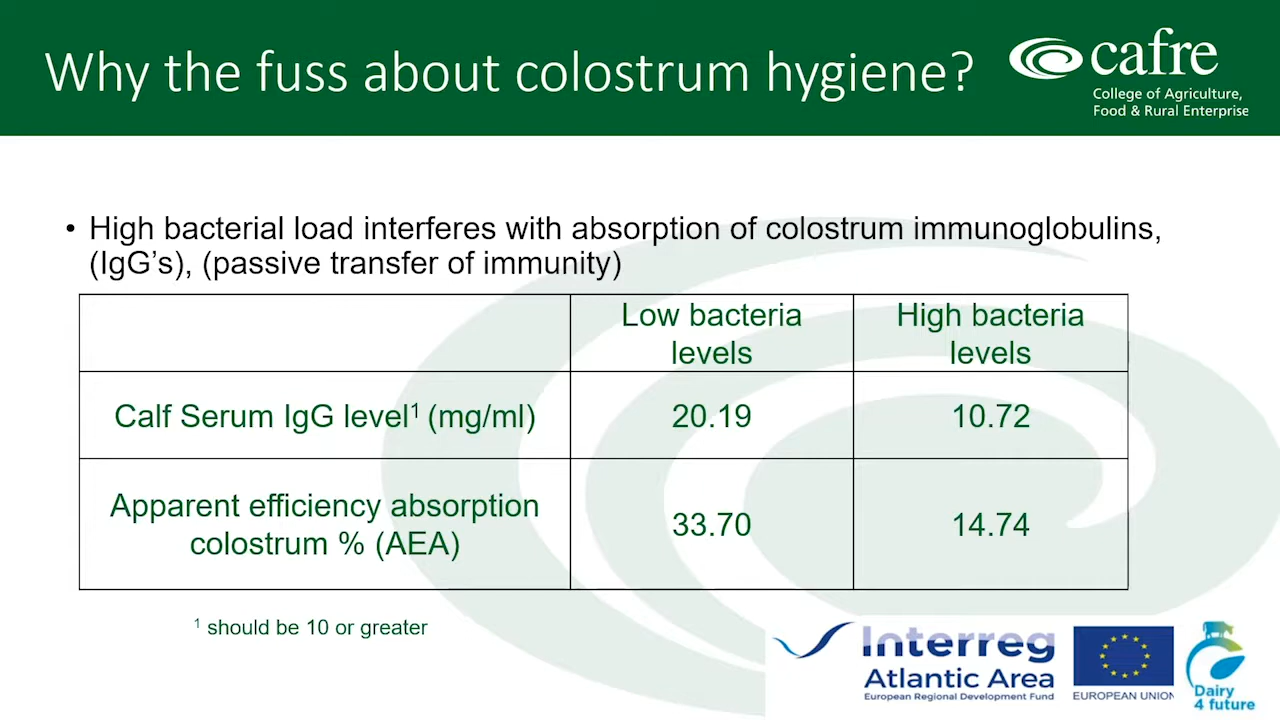 Why the fuss about colostrum hygiene?
cafre
College of Agriculture,
Food & Rural Enterprise
• High bacterial load interferes with absorption of colostrum immunoglobulins,
(IgG's), (passive transfer of immunity)
Low bacteria
levels
High bacteria
levels
Calf Serum IgG level¹ (mg/ml)
20.19
10.72
Apparent efficiency absorption
colostrum % (AEA)
33.70
14.74
¹ should be 10 or greater
Interreg
Atlantic Area
European Regional Development Fund
EUROPEAN UNION
Dairy
4 future